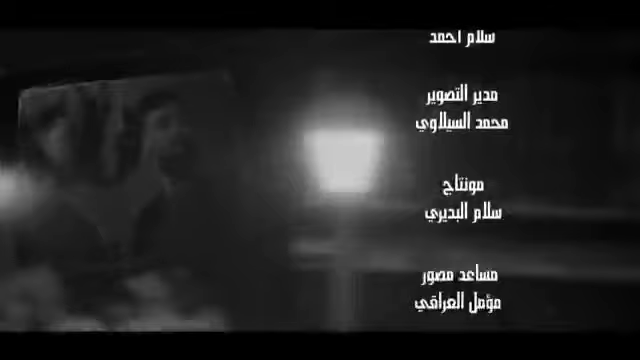 سلام احمد
مدير التصوير
محمد السيلاوي
مونتاج
سلام البديري
مساعد مصور
مؤمل العراقي